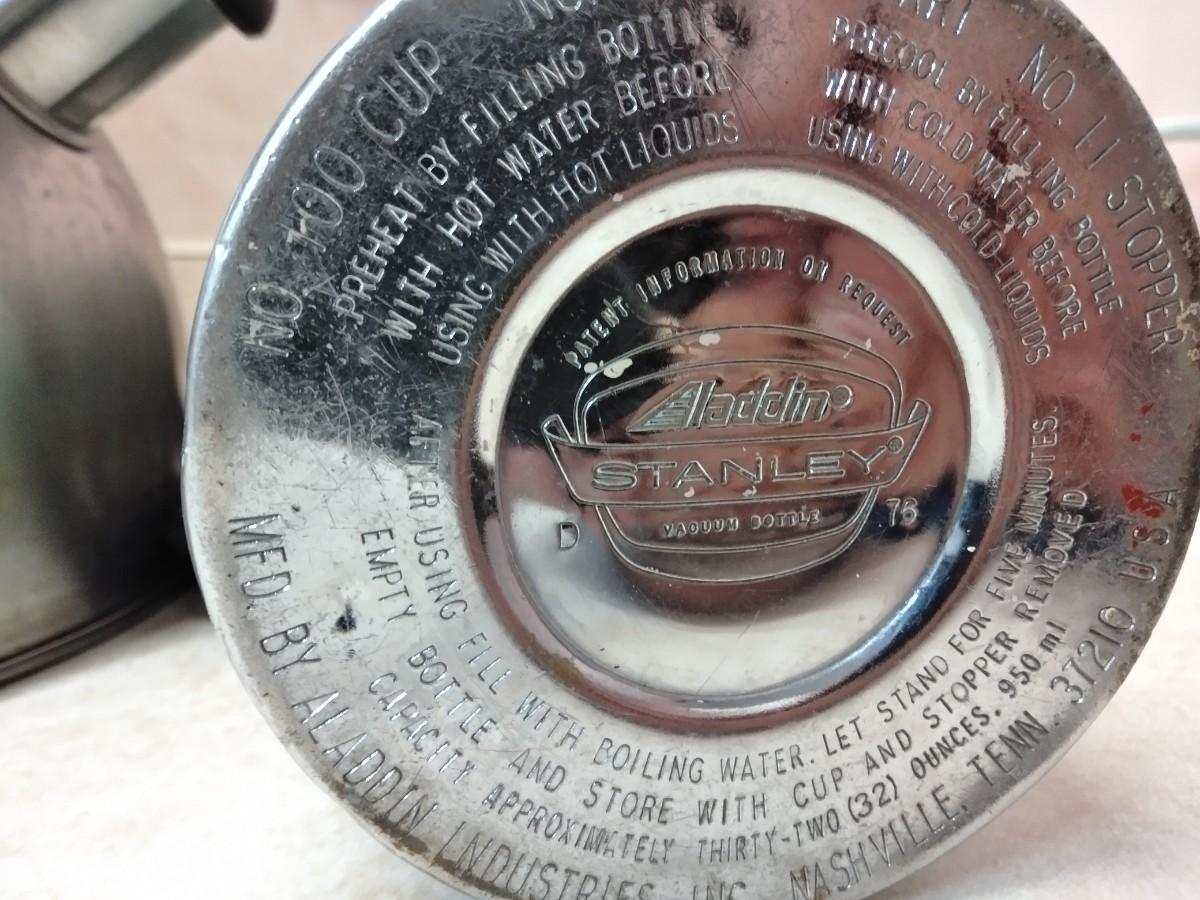 NO. 100 CUP
NO. 11 STOPPER
PREHEAT BY FILLING BOTTLE
WITH HOT WATER BEFORE
USING WITH HOT LIQUIDS
PRECOOL BY FILLING BOTTLE
WITH COLD WATER BEFORE
USING WITH COLD LIQUIDS
PATENT INFORMATION ON REQUEST
Aladdin®
STANLEY®
VACUUM BOTTLE
D 76
AFTER USING FILL WITH BOILING WATER. LET STAND FOR FIVE MINUTES.
EMPTY BOTTLE AND STORE WITH CUP AND STOPPER REMOVED
CAPACITY APPROXIMATELY THIRTY-TWO (32) OUNCES. 950 ml
MFD. BY ALADDIN INDUSTRIES, INC. NASHVILLE, TENN. 37210 USA